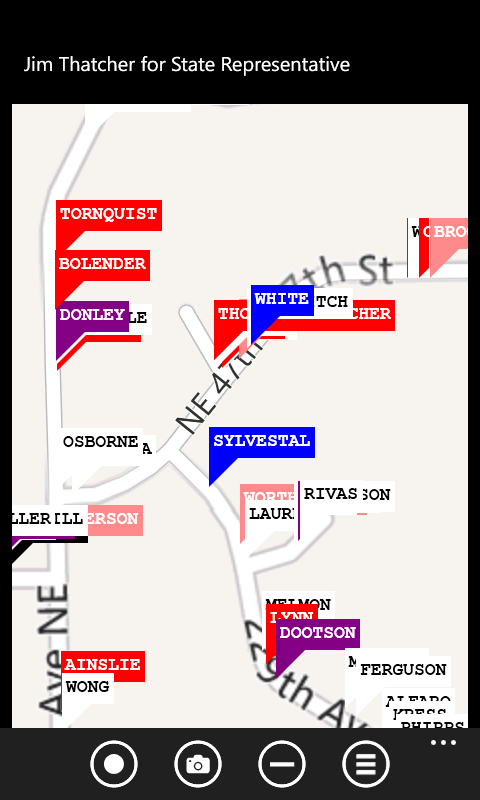 Jim Thatcher for State Representative
TORNQUIST
BROO
BOLENDER
WHITE
TCH
DONLEY
LE
THO
CHER
NE 47th
7th St
OSBORNE
A
SYLVESTAL
WORTH
RIVAS
SON
LAUR
LLER
ILL
ERSON
MELMON
LYNN
DOOTSON
AINSLIE
FERGUSON
WONG
Ave NE
229th Av
ALFARO
KRESS
PHIPPS